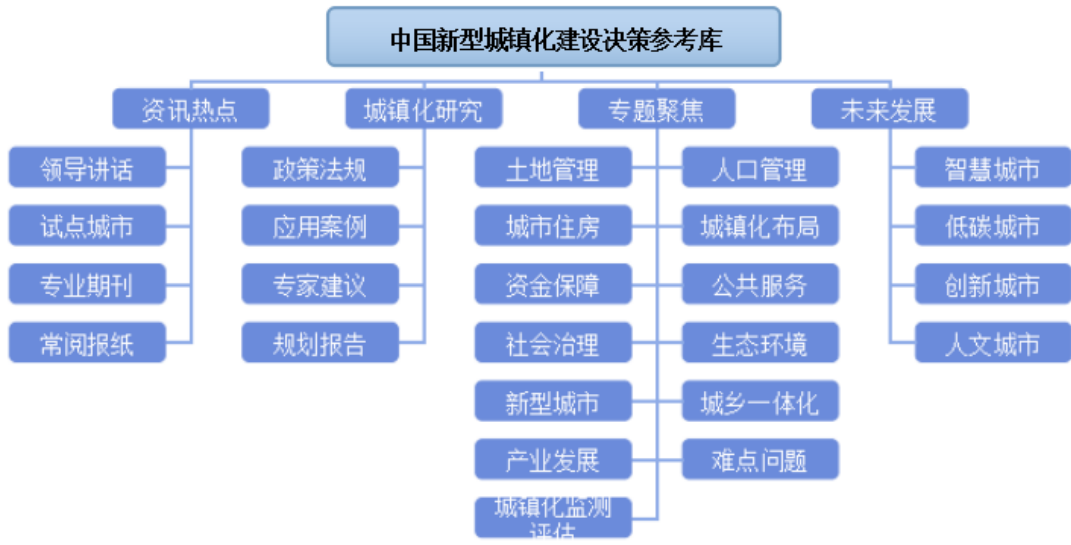 中国新型城镇化建设决策参考库
资讯热点
城镇化研究
专题聚焦
未来发展
领导讲话
试点城市
专业期刊
常阅报纸
政策法规
应用案例
专家建议
规划报告
土地管理
人口管理
城市住房
城镇化布局
资金保障
公共服务
社会治理
生态环境
新型城市
城乡一体化
产业发展
难点问题
城镇化监测
评估
智慧城市
低碳城市
创新城市
人文城市